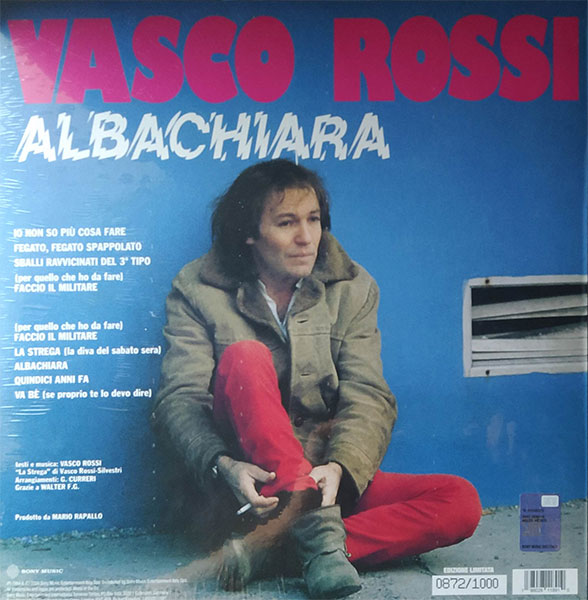 VASCO ROSSI
ALBACHIARA
IO NON SO PIÙ COSA FARE
FEGATO, FEGATO SPAPPOLATO
SBALLI RAVVICINATI DEL 3° TIPO
(per quello che ho da fare)
FACCIO IL MILITARE
(per quello che ho da fare)
FACCIO IL MILITARE
LA STREGA (la diva del sabato sera)
ALBACHIARA
QUINDICI ANNI FA
VA BÈ (se proprio te lo devo dire)
testi e musica: VASCO ROSSI
"La Strega" di Vasco Rossi-Silvestri
Arrangiamenti: G. CURRERI
Grazie a WALTER F.G.
Prodotto da MARIO RAPALLO
SONY MUSIC
EDIZIONE LIMITATA
0872/1000